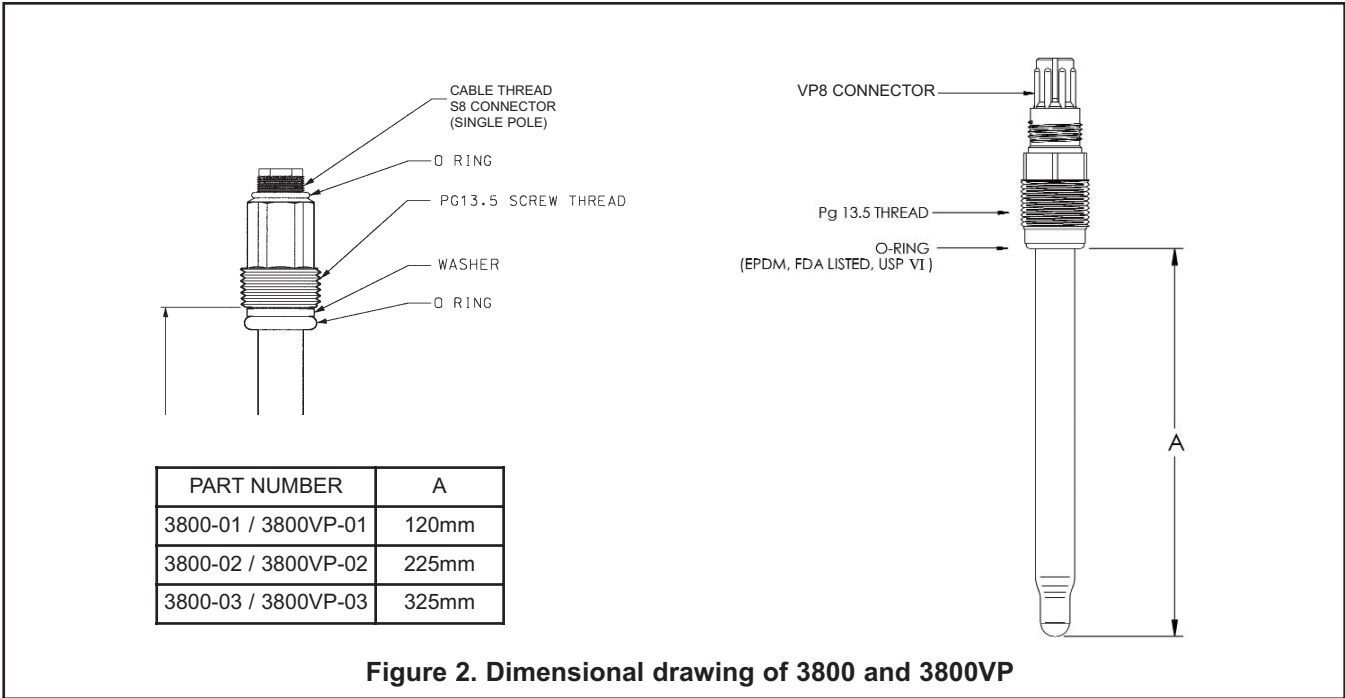 CABLE THREAD
S8 CONNECTOR
(SINGLE POLE)
O RING
PG13.5 SCREW THREAD
WASHER
O RING
VP8 CONNECTOR
Pg 13.5 THREAD
O-RING
(EPDM, FDA LISTED, USP VI)
A
PART NUMBER A
3800-01 / 3800VP-01 120mm
3800-02 / 3800VP-02 225mm
3800-03 / 3800VP-03 325mm
Figure 2. Dimensional drawing of 3800 and 3800VP